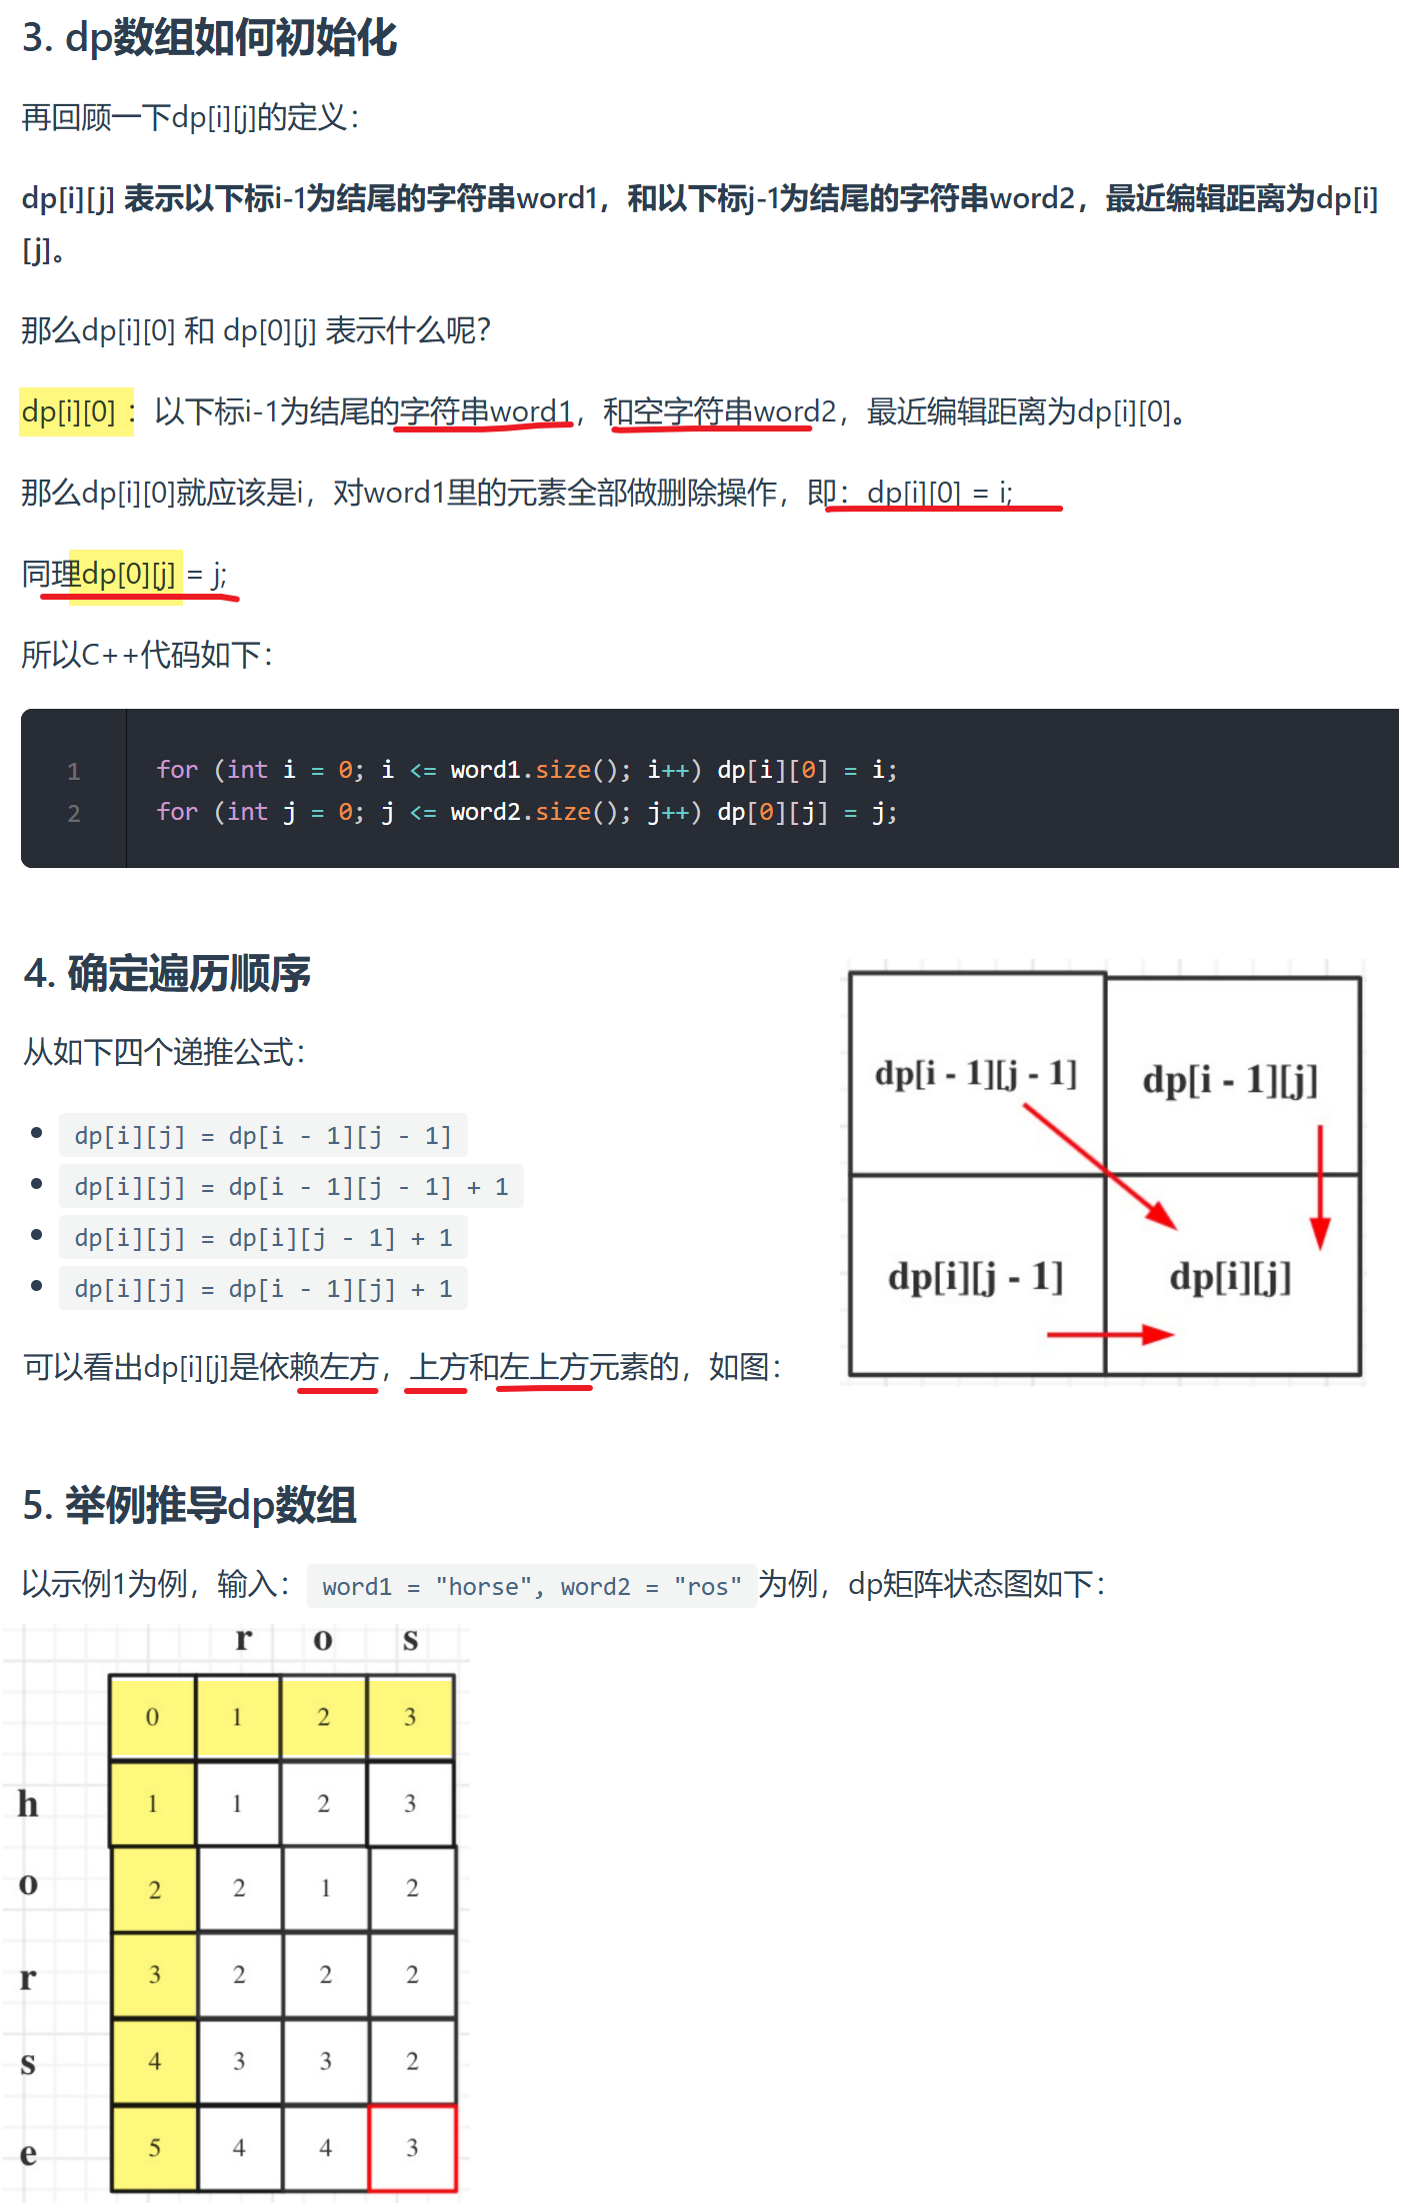 3. dp数组如何初始化
再回顾一下dp[i][j]的定义：
dp[i][j] 表示以下标i-1为结尾的字符串word1，和以下标j-1为结尾的字符串word2，最近编辑距离为dp[i]
[j]。
那么dp[i][0] 和 dp[0][j] 表示什么呢？
dp[i][0] ：以下标i-1为结尾的字符串word1，和空字符串word2，最近编辑距离为dp[i][0]。
那么dp[i][0]就应该是i，对word1里的元素全部做删除操作，即：dp[i][0] = i;
同理dp[0][j] = j;
所以C++代码如下：
1 for (int i = 0; i <= word1.size(); i++) dp[i][0] = i;
2 for (int j = 0; j <= word2.size(); j++) dp[0][j] = j;
4. 确定遍历顺序
从如下四个递推公式：
dp[i][j] = dp[i - 1][j - 1]
dp[i][j] = dp[i - 1][j - 1] + 1
dp[i][j] = dp[i][j - 1] + 1
dp[i][j] = dp[i - 1][j] + 1
可以看出dp[i][j]是依赖左方，上方和左上方元素的，如图：
dp[i - 1][j - 1] dp[i - 1][j]
dp[i][j - 1] dp[i][j]
5. 举例推导dp数组
以示例1为例，输入：word1 = "horse", word2 = "ros"为例，dp矩阵状态图如下：
r o s
0 1 2 3
h 1 1 2 3
o 2 2 1 2
r 3 2 2 2
s 4 3 3 2
e 5 4 4 3